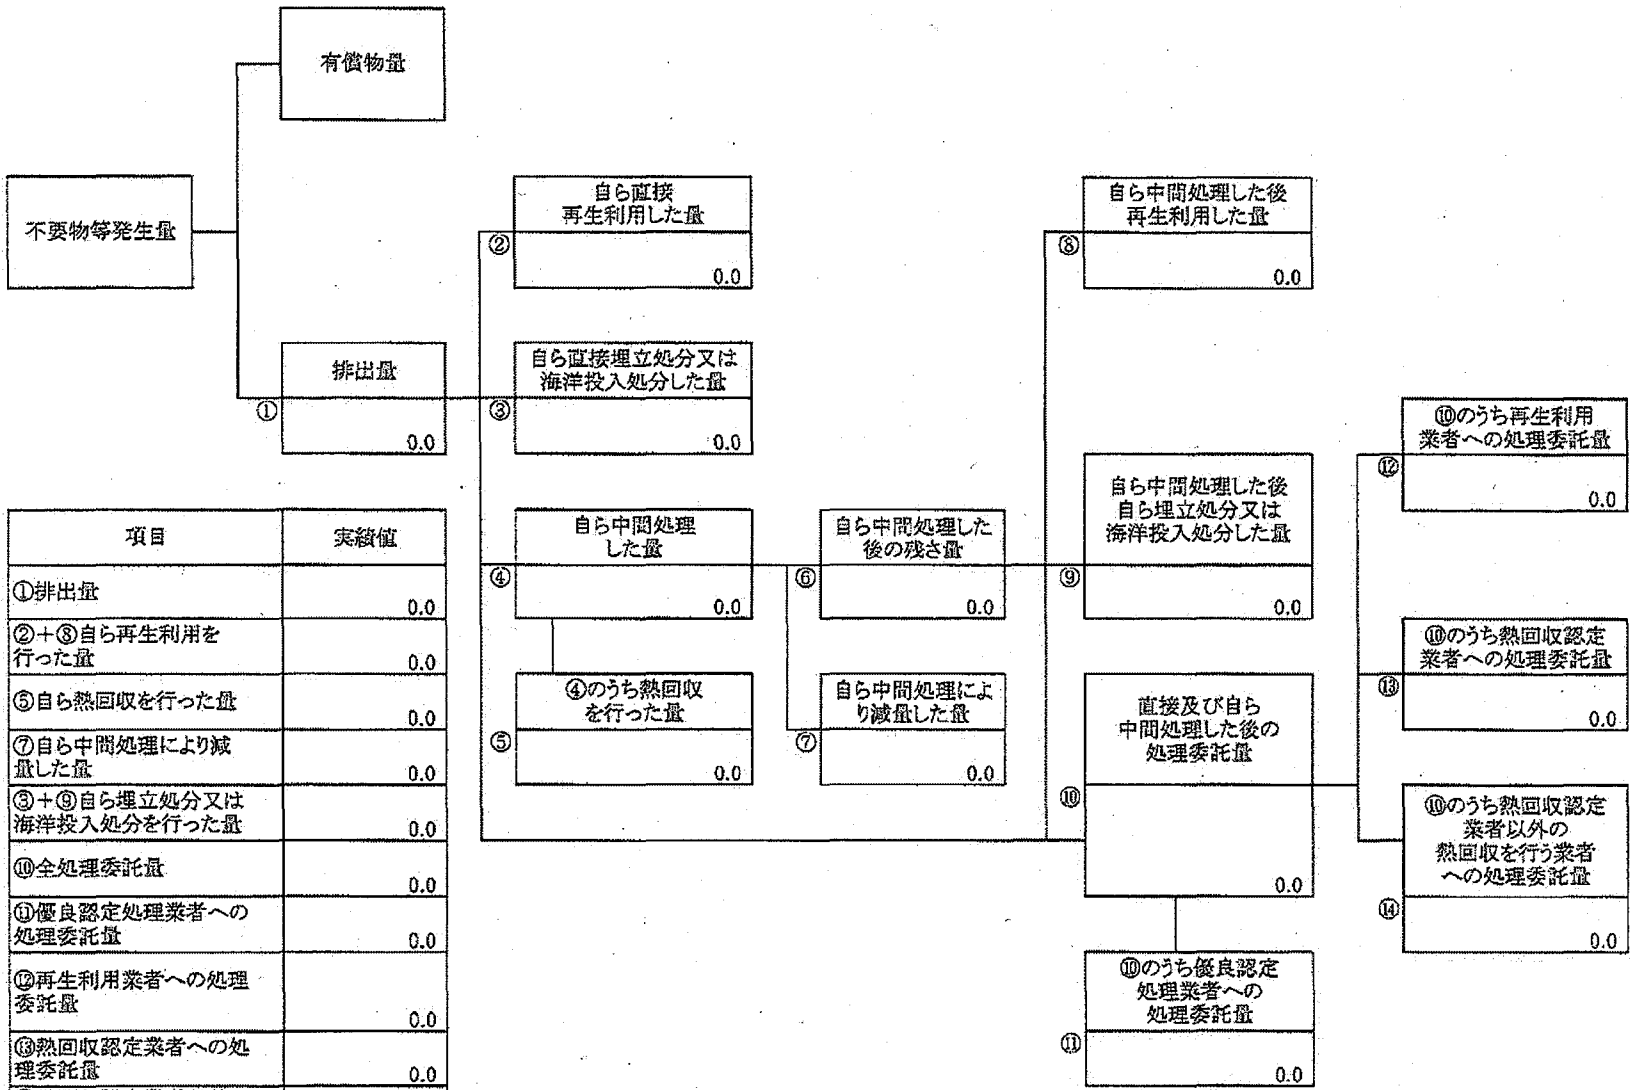 有償物量
不要物等発生量
自ら直接
再生利用した量
②
0.0
自ら中間処理した後
再生利用した量
⑧
0.0
排出量
①
0.0
自ら直接埋立処分又は
海洋投入処分した量
③
0.0
⑩のうち再生利用
業者への処理委託量
⑫
0.0
自ら中間処理した後
自ら埋立処分又は
海洋投入処分した量
⑨
0.0
自ら中間処理
した量
④
0.0
自ら中間処理した
後の残さ量
⑥
0.0
⑩のうち熱回収認定
業者への処理委託量
⑬
0.0
④のうち熱回収
を行った量
⑤
0.0
自ら中間処理によ
り減量した量
⑦
0.0
直接及び自ら
中間処理した後の
処理委託量
⑩
0.0
⑩のうち熱回収認定
業者以外の
熱回収を行う業者
への処理委託量
⑭
0.0
⑩のうち優良認定
処理業者への
処理委託量
⑪
0.0
項目 実績値
①排出量
0.0
②+⑧自ら再生利用を
行った量
0.0
⑤自ら熱回収を行った量
0.0
⑦自ら中間処理により減
量した量
0.0
③+⑨自ら埋立処分又は
海洋投入処分を行った量
0.0
⑩全処理委託量
0.0
⑪優良認定処理業者への
処理委託量
0.0
⑫再生利用業者への処理
委託量
0.0
⑬熱回収認定業者への処
理委託量
0.0